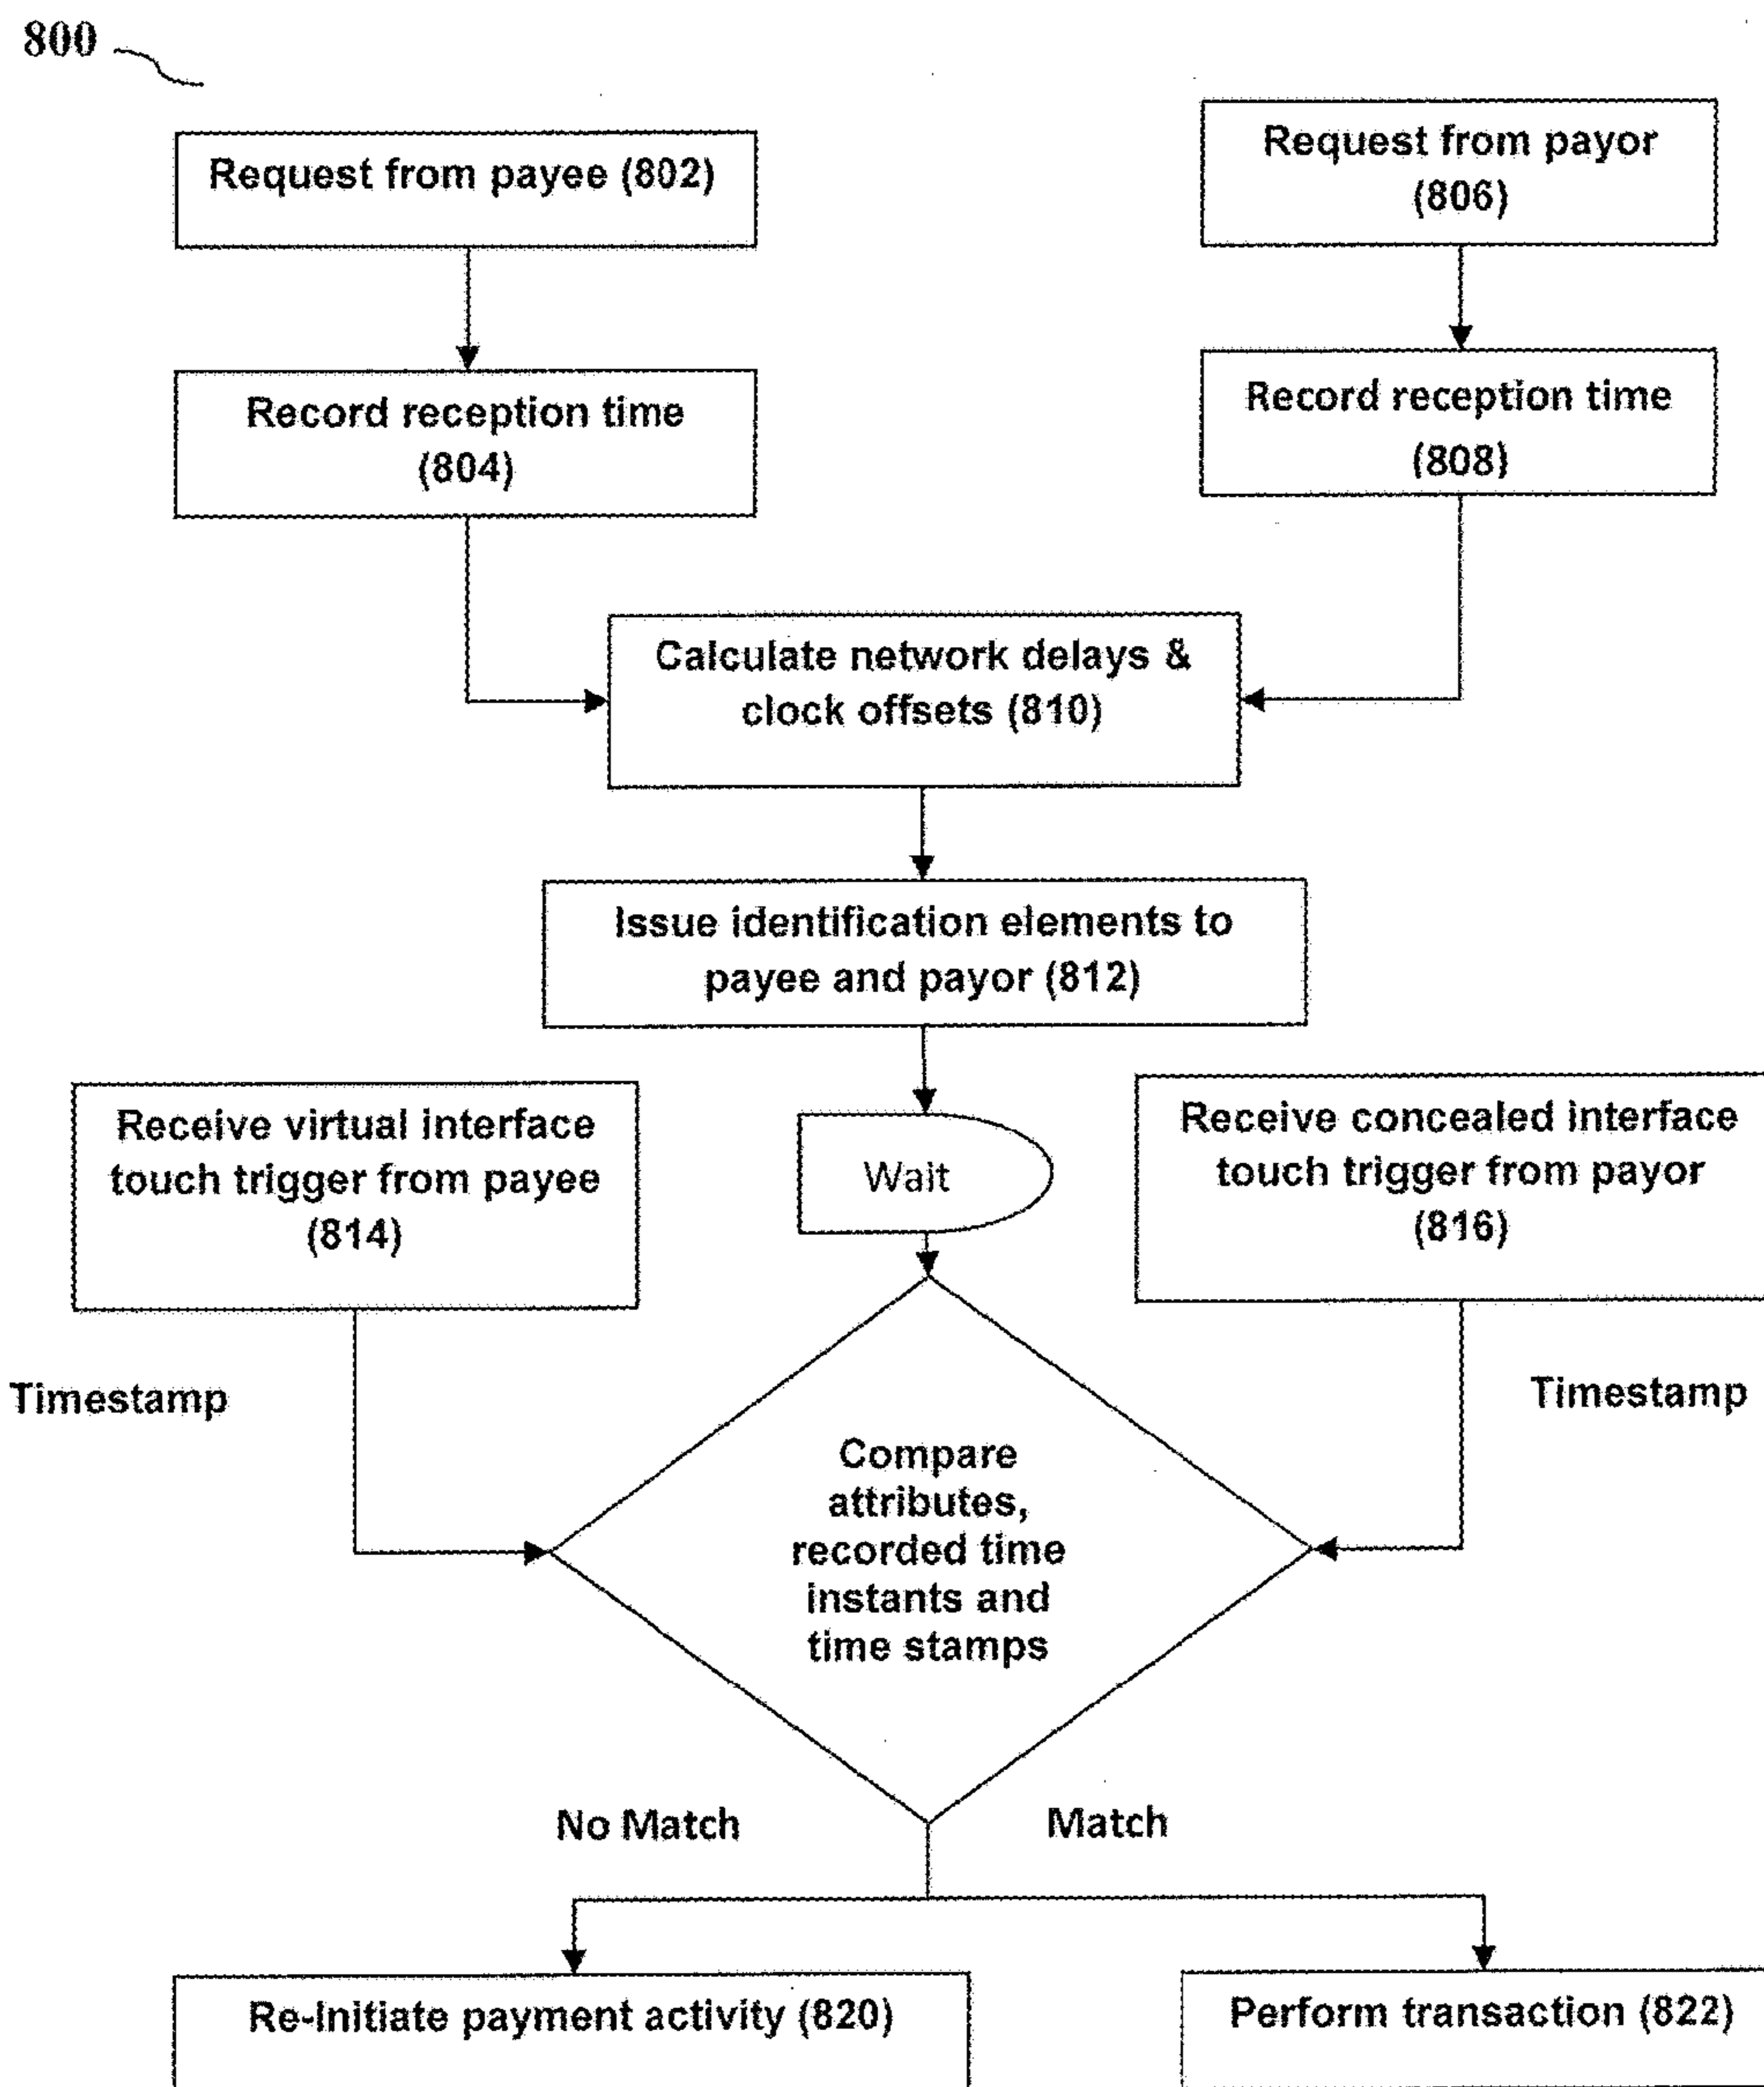 800
Request from payee (802)
Request from payor
(806)
Record reception time
(804)
Record reception time
(808)
Calculate network delays &
clock offsets (810)
Issue identification elements to
payee and payor (812)
Receive virtual interface
touch trigger from payee
(814)
Wait
Receive concealed interface
touch trigger from payor
(816)
Timestamp
Timestamp
Compare
attributes,
recorded time
instants and
time stamps
No Match
Match
Re-Initiate payment activity (820)
Perform transaction (822)